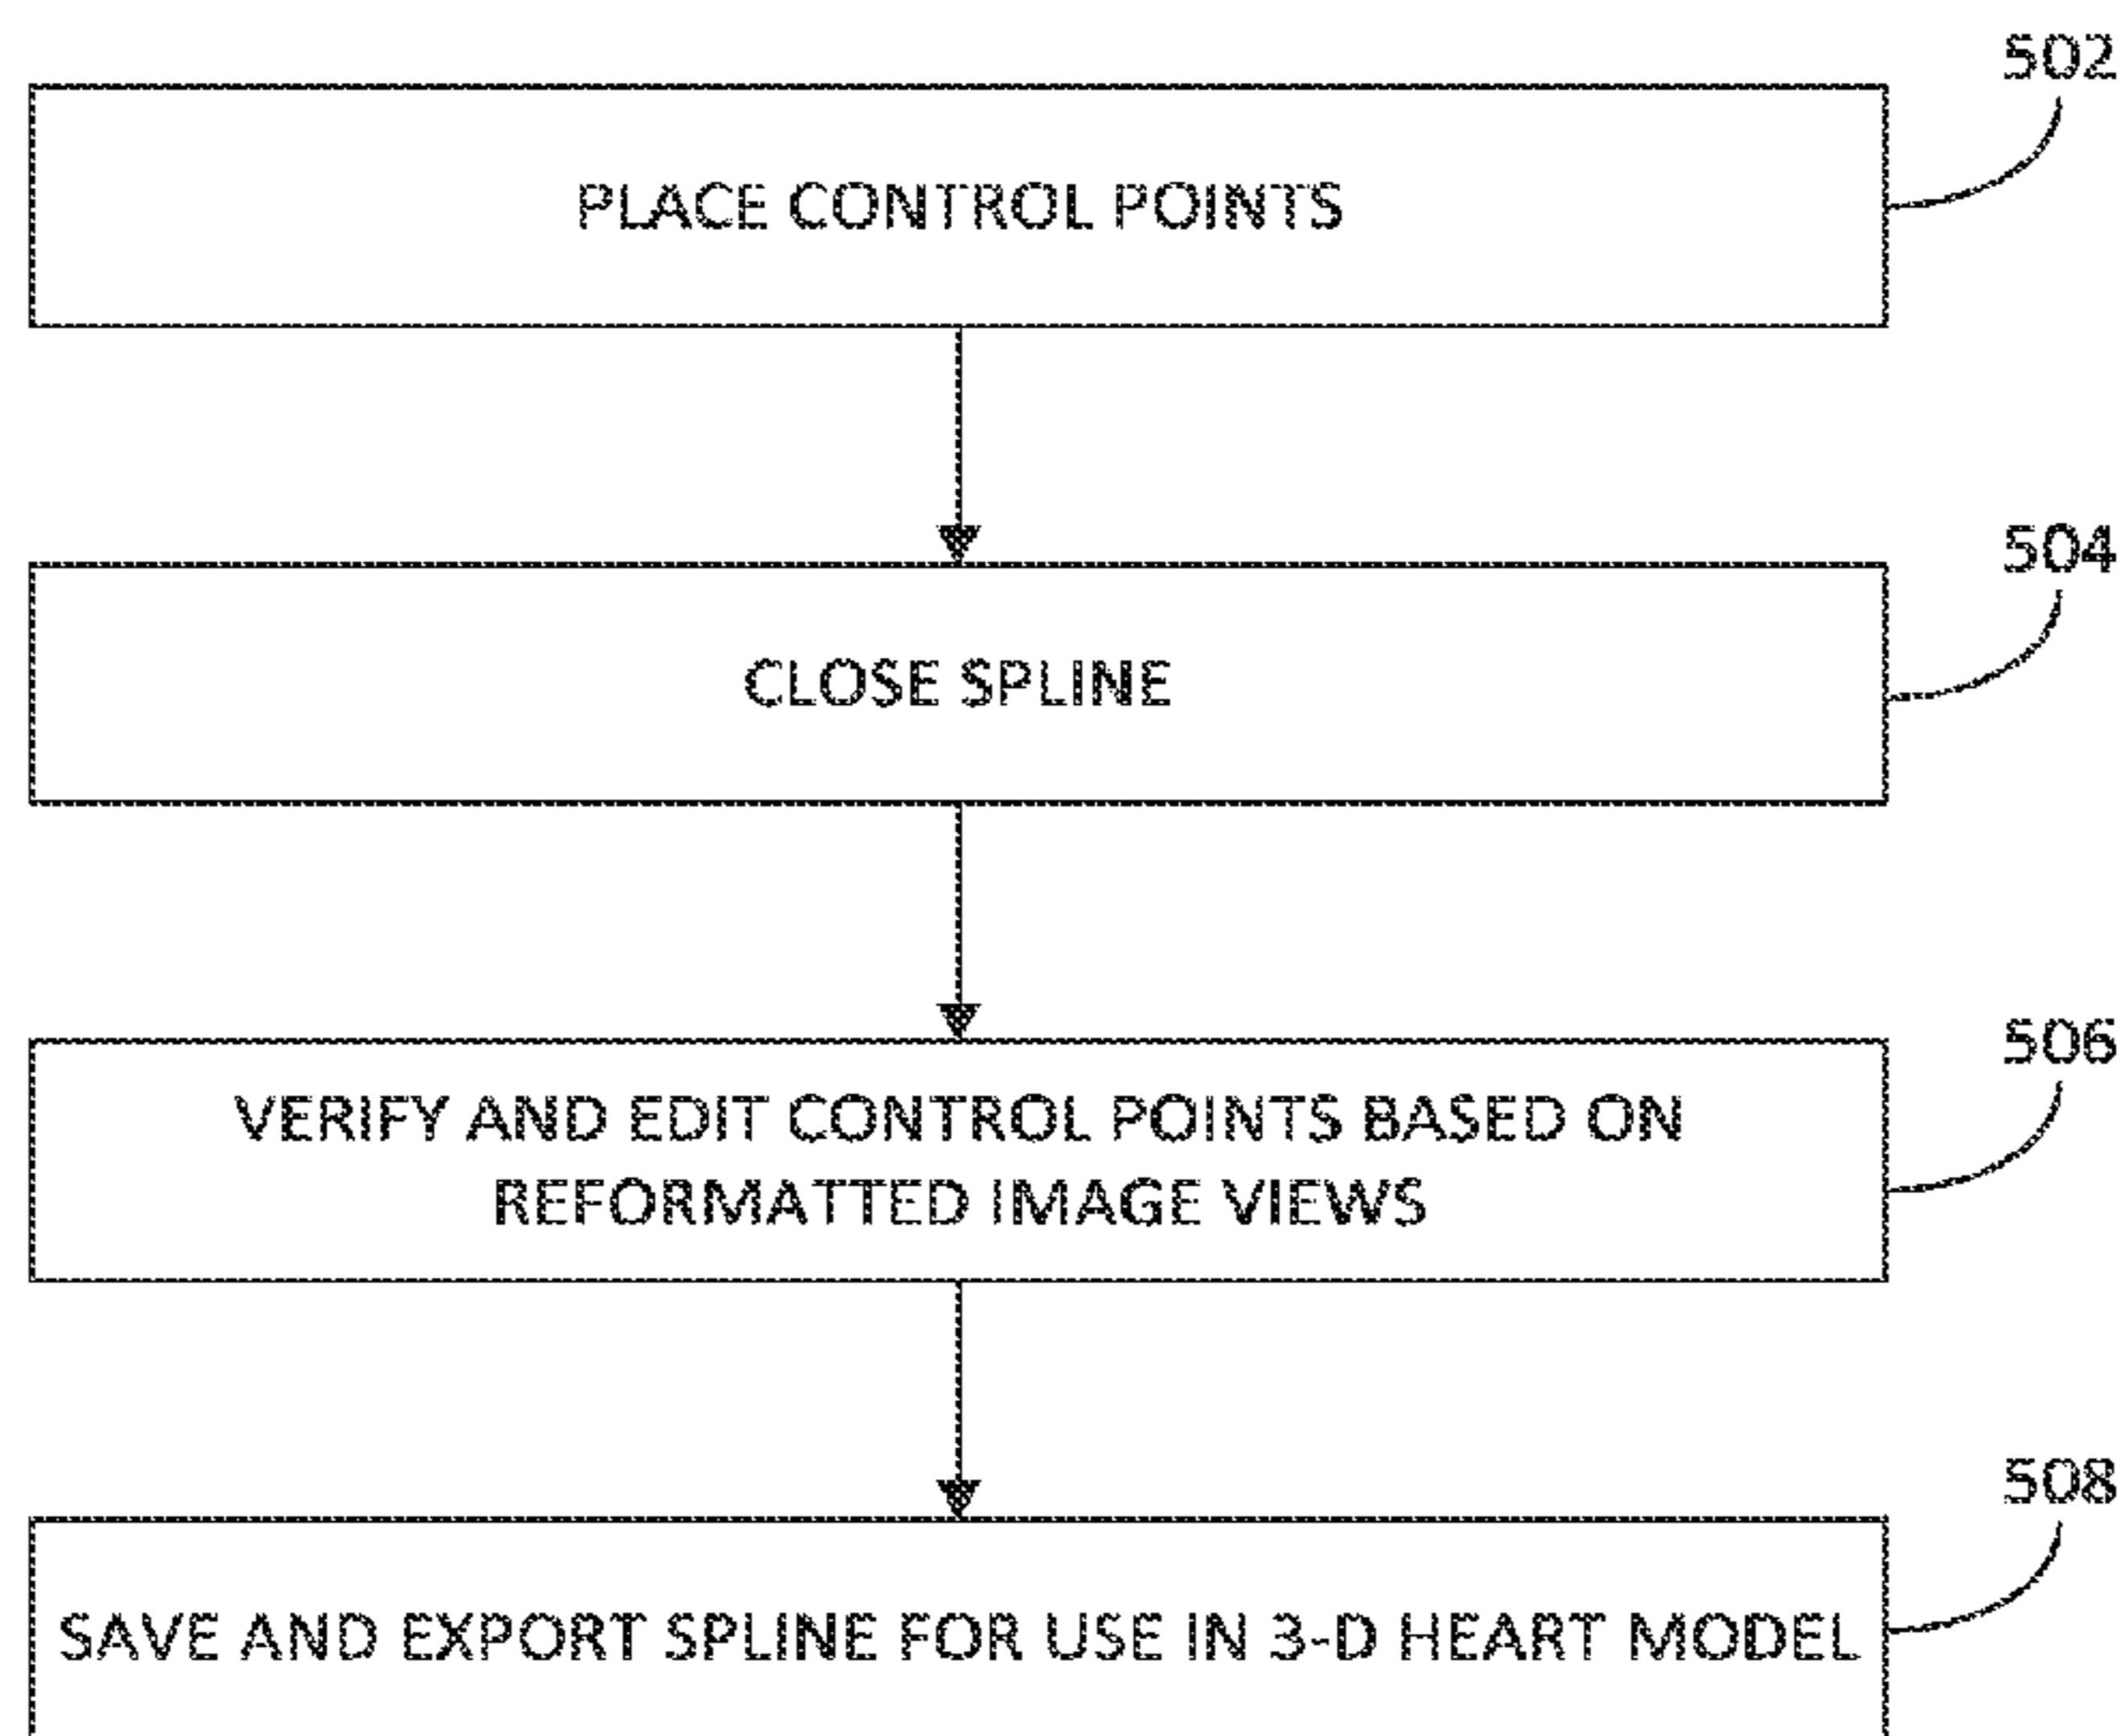 502
PLACE CONTROL POINTS
504
CLOSE SPLINE
506
VERIFY AND EDIT CONTROL POINTS BASED ON
REFORMATTED IMAGE VIEWS
508
SAVE AND EXPORT SPLINE FOR USE IN 3-D HEART MODEL